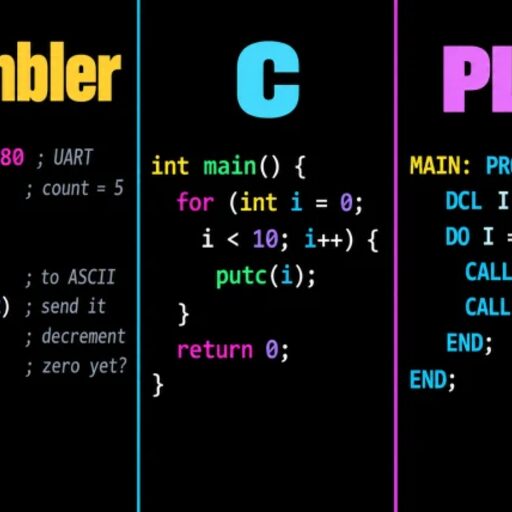 mbler
80 ; UART
; count = 5
; to ASCII
) ; send it
; decrement
; zero yet?
C
int main() {
for (int i = 0;
i < 10; i++) {
putc(i);
}
return 0;
}
PL
MAIN: PRO
DCL I
DO I =
CALL
CALL
END;
END;